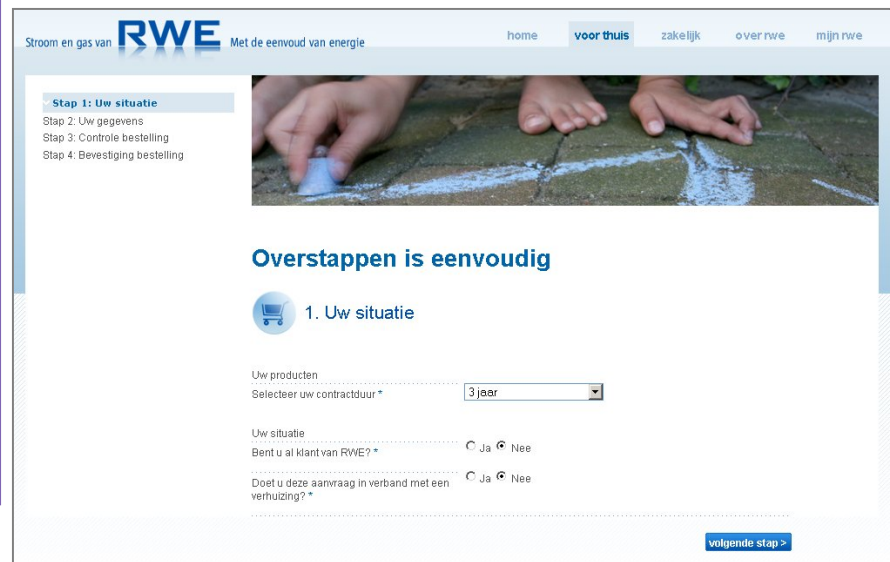 Stroom en gas van RWE Met de eenvoud van energie
home voor thuis zakelijk over rwe mijn rwe
Stap 1: Uw situatie
Stap 2: Uw gegevens
Stap 3: Controle bestelling
Stap 4: Bevestiging bestelling
Overstappen is eenvoudig
1. Uw situatie
Uw producten
Selecteer uw contractduur * 3 jaar
Uw situatie
Bent u al klant van RWE? * Ja Nee
Doet u deze aanvraag in verband met een Ja Nee
verhuizing? *
volgende stap >